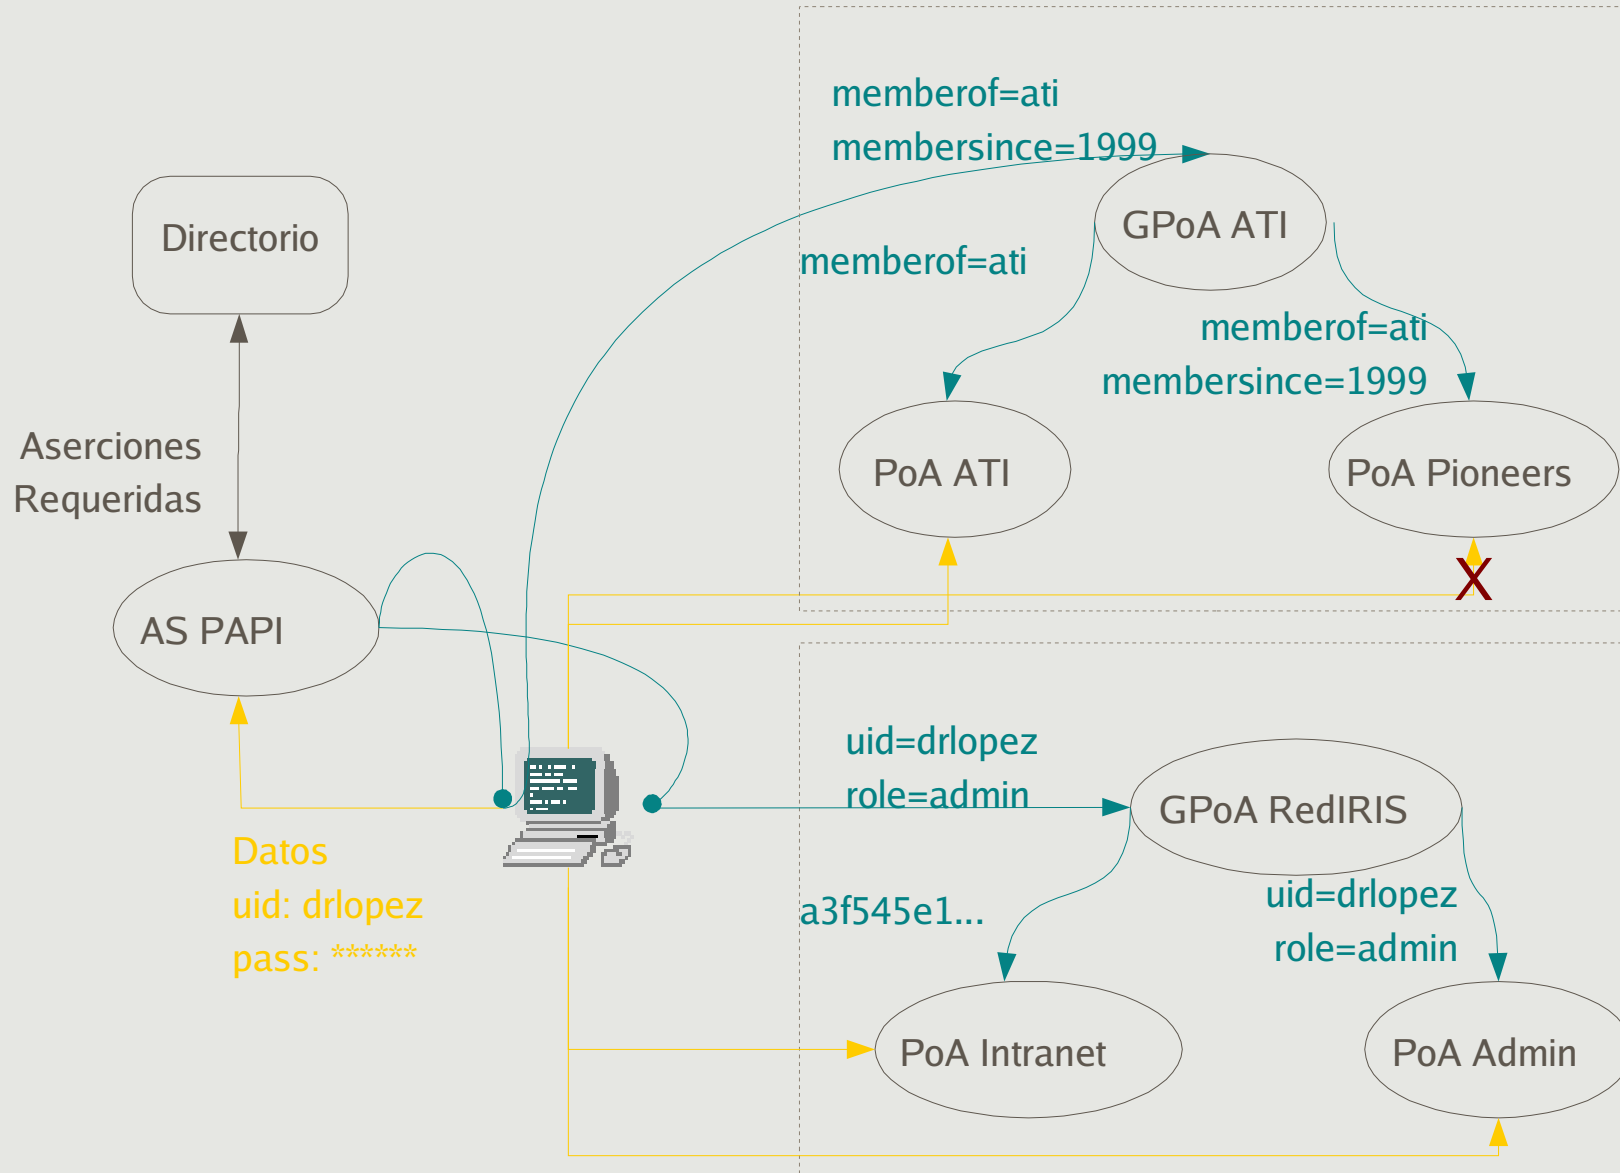 memberof=ati
membersince=1999
Directorio
GPoA ATI
memberof=ati
memberof=ati
membersince=1999
Aserciones
Requeridas
PoA ATI
PoA Pioneers
X
AS PAPI
uid=drlopez
role=admin
GPoA RedIRIS
Datos
uid: drlopez
pass: ******
a3f545e1...
uid=drlopez
role=admin
PoA Intranet
PoA Admin